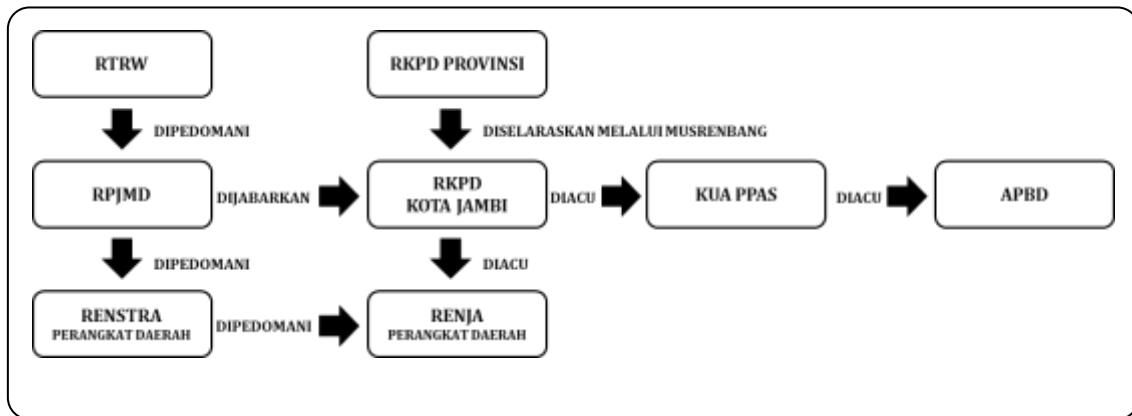 RTRW
RKPD PROVINSI
DIPEDOMANI
DISELARASKAN MELALUI MUSRENBANG
RPJMD
DIJABARKAN
RKPD
KOTA JAMBI
DIACU
KUA PPAS
DIACU
APBD
DIPEDOMANI
DIACU
RENSTRA
PERANGKAT DAERAH
DIPEDOMANI
RENJA
PERANGKAT DAERAH